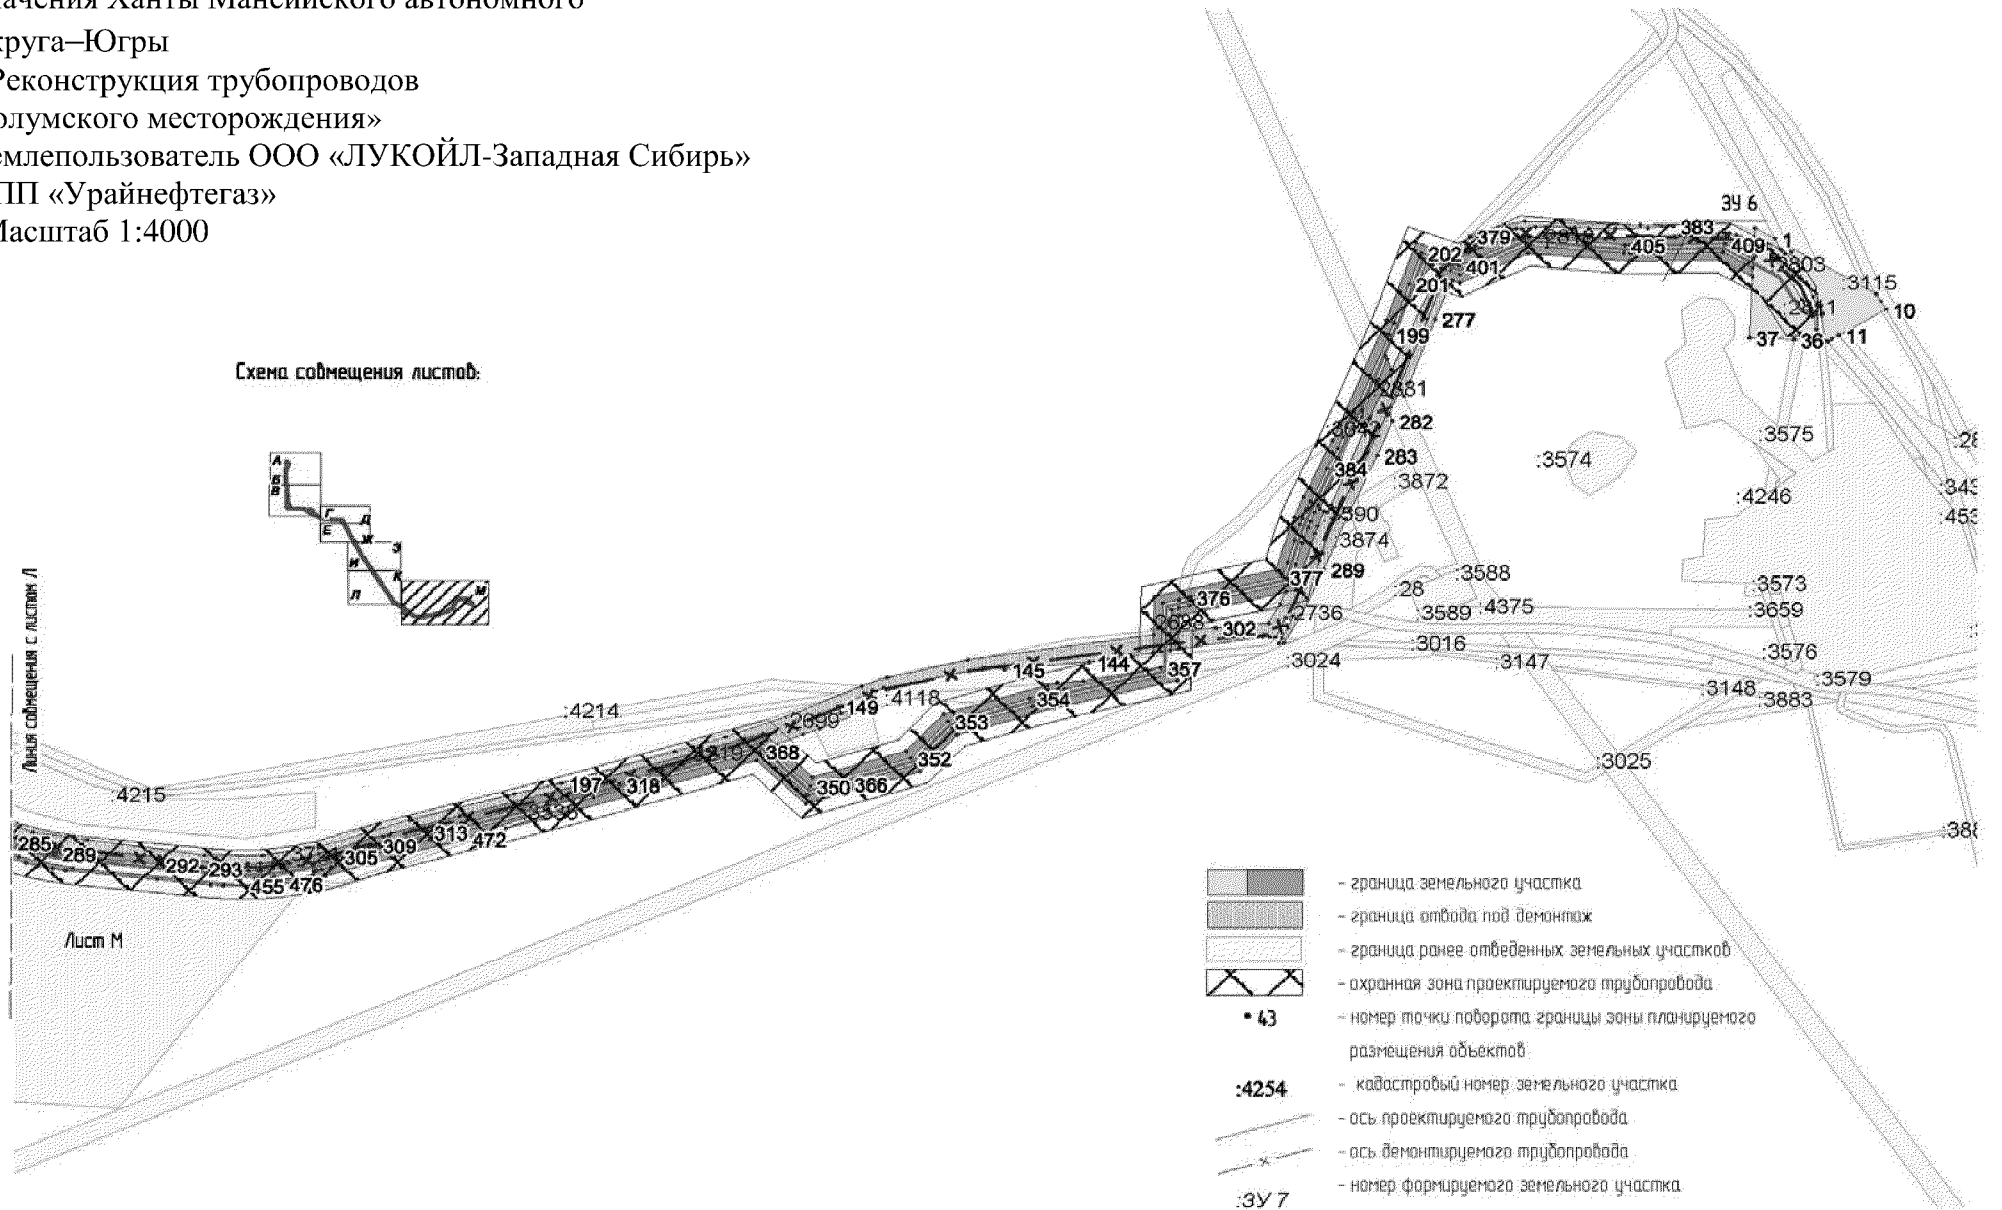 начения Ханты Мансийского автономного
круга–Югры
Реконструкция трубопроводов
олумского месторождения»
емлепользователь ООО «ЛУКОЙЛ-Западная Сибирь»
ПП «Урайнефтегаз»
Масштаб 1:4000
Схема совмещения листов:
А
Б
В
Г
Д
Е
Ж
З
И
К
Л
М
Линия совмещения с листом Л
Лист М
ЗУ 6
202
379
383
405
409
1
401
201
:3115
10
277
199
37
36
11
282
283
384
:3872
:3574
:3575
:4246
:3874
377
289
:28
:3588
:3589
:4375
:3573
:3659
376
302
:2736
:3016
:3024
:3147
:3576
:3579
:3148
:3883
:3025
357
144
145
354
149
:4118
353
352
368
350
366
:4214
197
318
:4215
313
472
309
305
285
289
292
293
455
476
- граница земельного участка
- граница отвода под демонтаж
- граница ранее отведенных земельных участков
- охранная зона проектируемого трубопровода
• 43 - номер точки поворота границы зоны планируемого
размещения объектов
:4254 - кадастровый номер земельного участка
- ось проектируемого трубопровода
- ось демонтируемого трубопровода
:ЗУ 7 - номер формируемого земельного участка